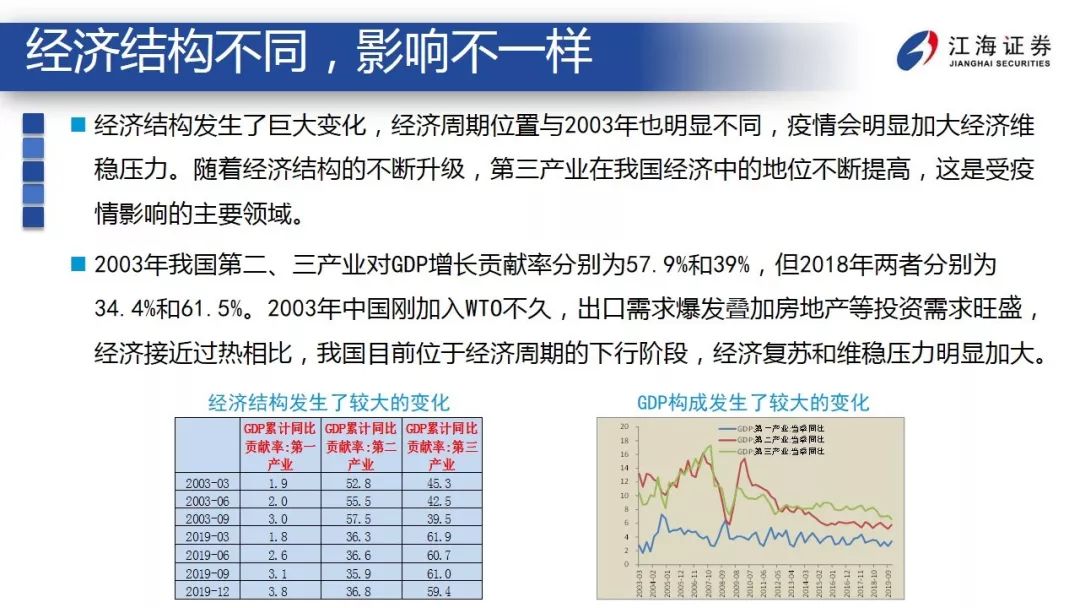 经济结构不同，影响不一样
江海证券
JIANGHAI SECURITIES
经济结构发生了巨大变化，经济周期位置与2003年也明显不同，疫情会明显加大经济维
稳压力。随着经济结构的不断升级，第三产业在我国经济中的地位不断提高，这是受疫
情影响的主要领域。
2003年我国第二、三产业对GDP增长贡献率分别为57.9%和39%，但2018年两者分别为
34.4%和61.5%。2003年中国刚加入WTO不久，出口需求爆发叠加房地产等投资需求旺盛，
经济接近过热相比，我国目前位于经济周期的下行阶段，经济复苏和维稳压力明显加大。
经济结构发生了较大的变化
GDP累计同比 GDP累计同比 GDP累计同比
贡献率:第一 贡献率:第二 贡献率:第三
产业 产业 产业
2003-03 1.9 52.8 45.3
2003-06 2.0 55.5 42.5
2003-09 3.0 57.5 39.5
2019-03 1.8 36.3 61.9
2019-06 2.6 36.6 60.7
2019-09 3.1 35.9 61.0
2019-12 3.8 36.8 59.4
GDP构成发生了较大的变化
GDP:第一产业:当季同比
GDP:第二产业:当季同比
GDP:第三产业:当季同比
20
18
16
14
12
10
8
6
4
2
0
2003-03
2004-02
2005-01
2005-12
2006-11
2007-10
2008-09
2009-08
2010-07
2011-06
2012-05
2013-04
2014-03
2015-02
2016-01
2016-12
2017-11
2018-10
2019-09